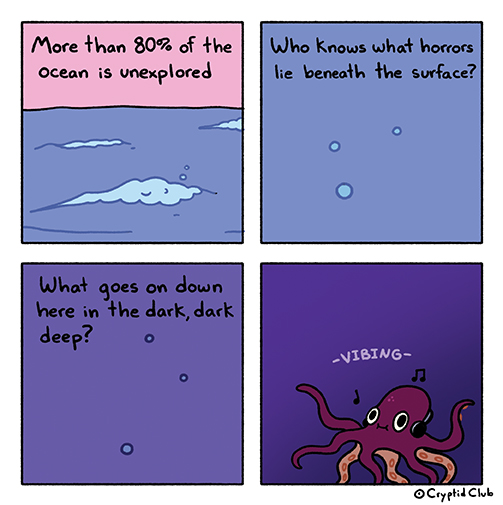 More than 80% of the
ocean is unexplored
Who knows what horrors
lie beneath the surface?
What goes on down
here in the dark, dark
deep?
-VIBING-
©Cryptid Club